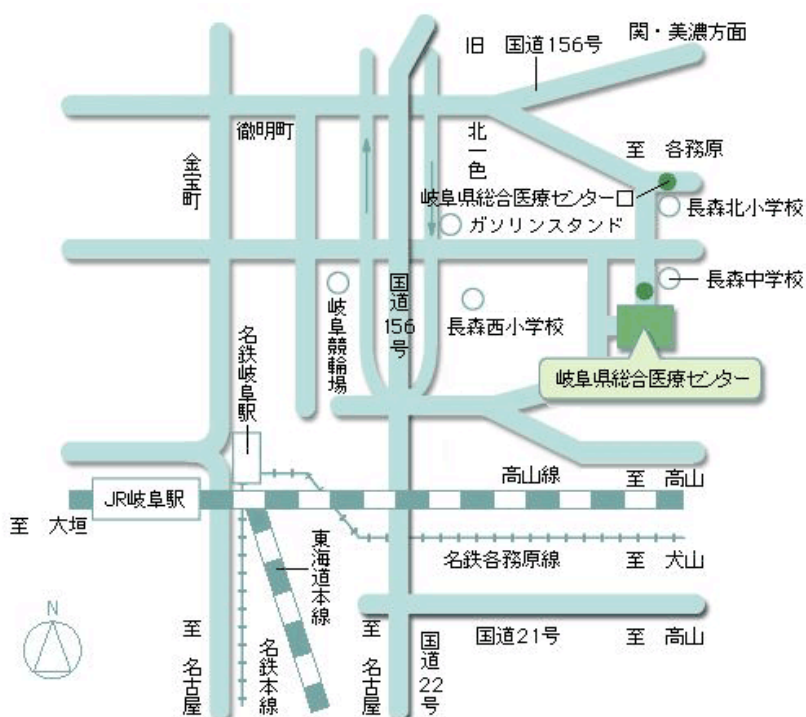 旧 国道156号
関・美濃方面
徹明町
北一色
至 各務原
金宝町
岐阜県総合医療センター口
長森北小学校
ガソリンスタンド
長森中学校
国道156号
岐阜競輪場
長森西小学校
名鉄岐阜駅
岐阜県総合医療センター
高山線
至 高山
JR岐阜駅
至 大垣
東海道本線
名鉄各務原線
至 犬山
N
至 名古屋
名鉄本線
至 名古屋
国道22号
国道21号
至 高山